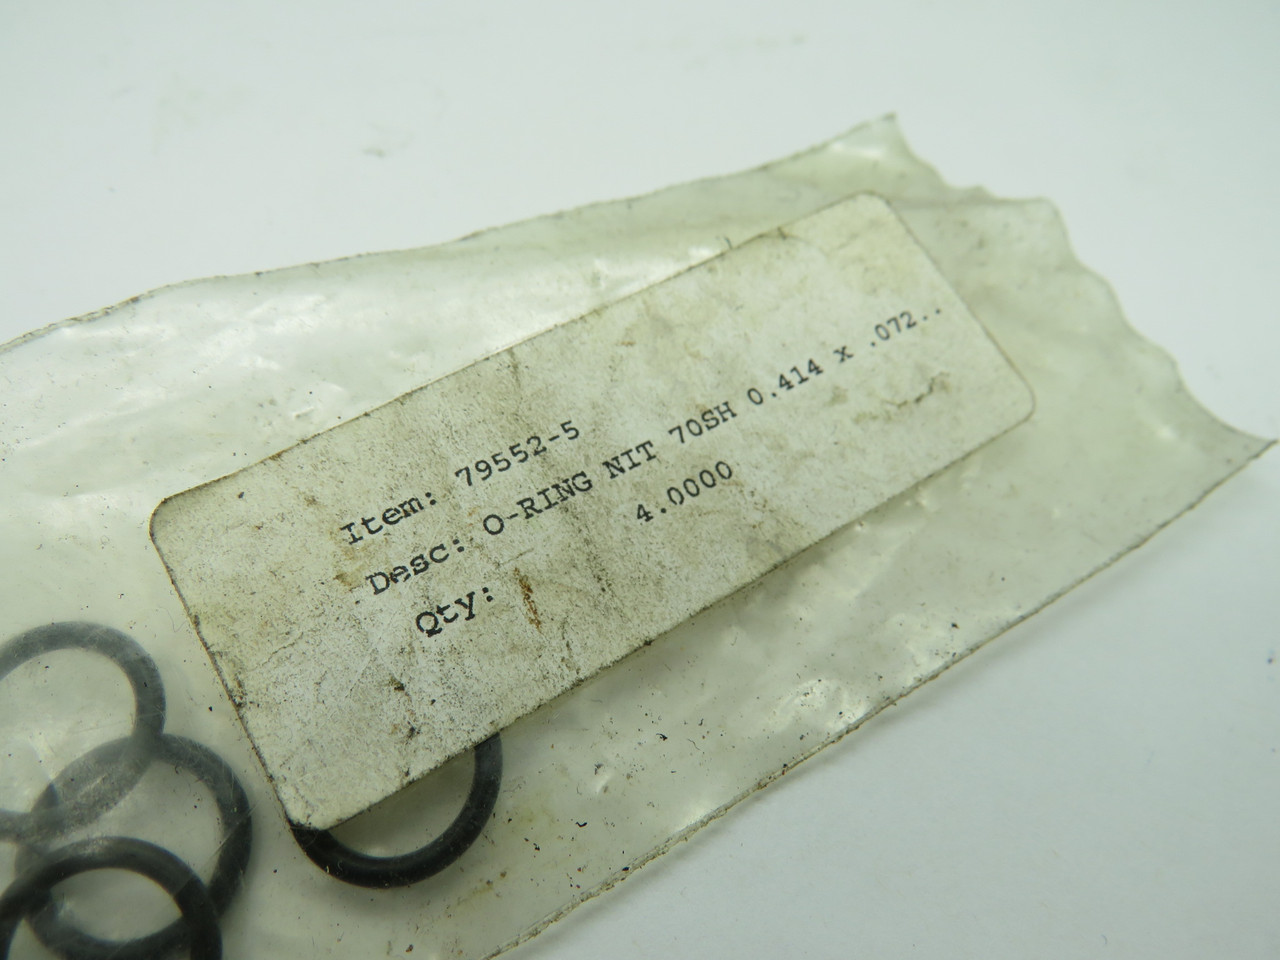 Item: 79552-5
Desc: O-RING NIT 70SH 0.414 x .072..
Qty: 4.0000